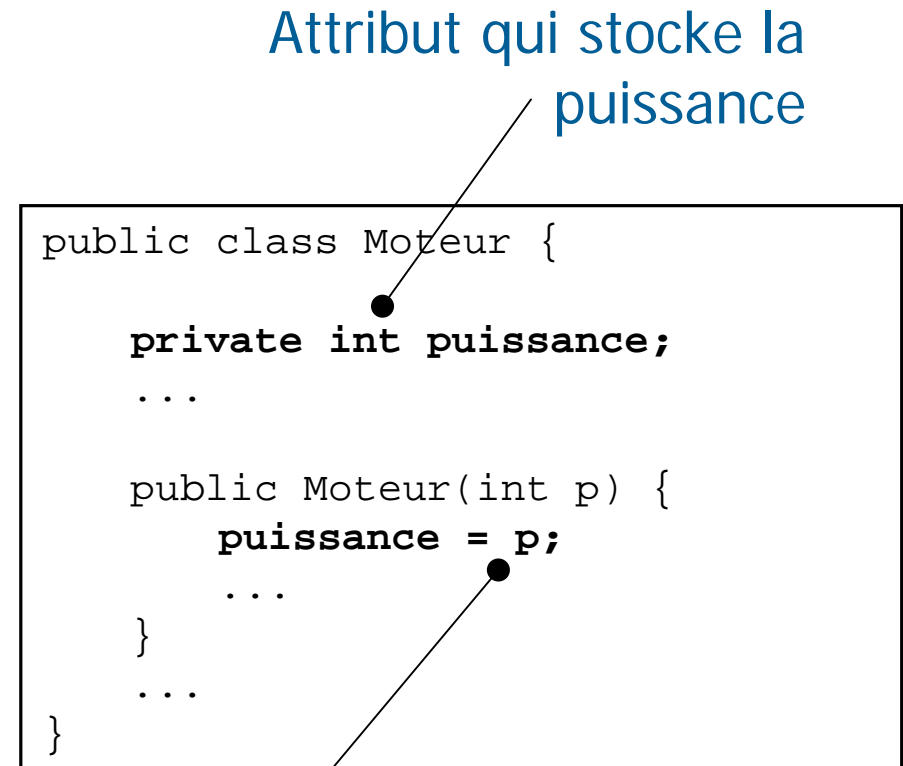 Attribut qui stocke la
puissance
public class Moteur {
private int puissance;
...
public Moteur(int p) {
puissance = p;
...
}
...
}